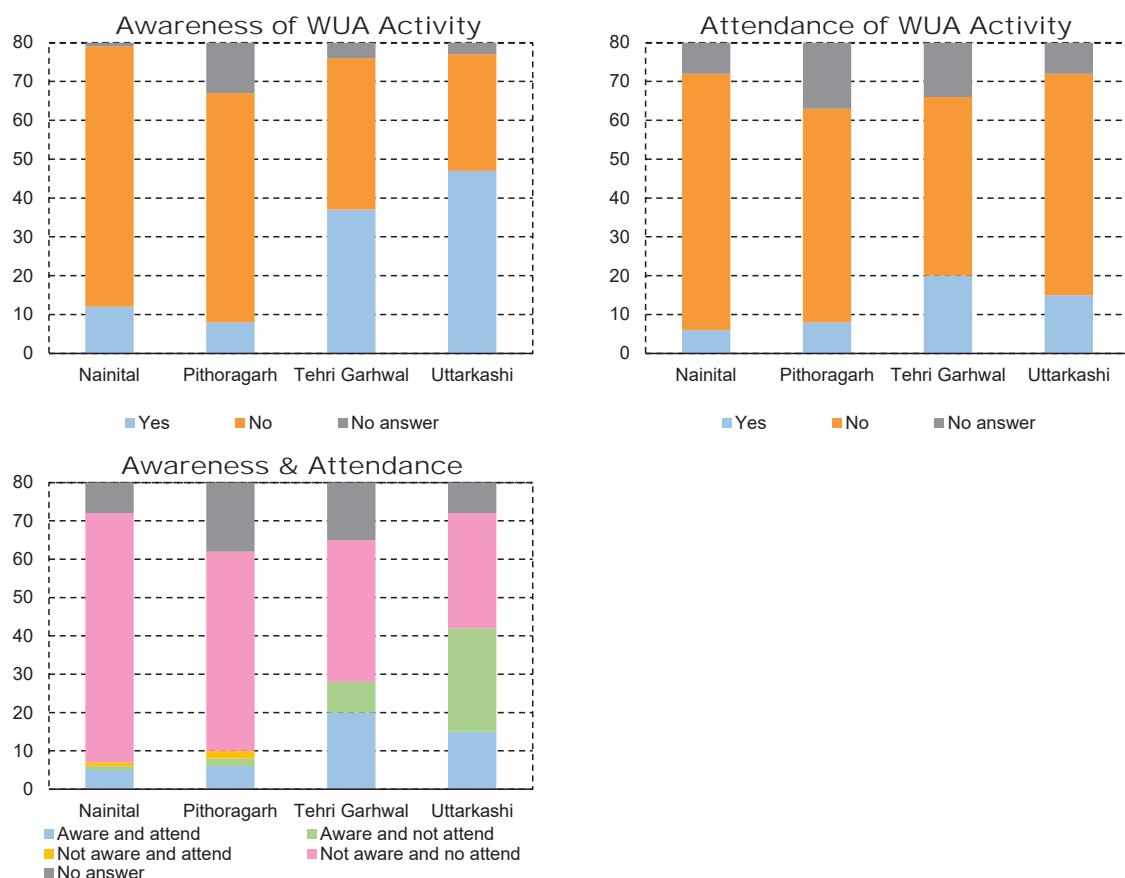 Awareness of WUA Activity
80
70
60
50
40
30
20
10
0
Nainital Pithoragarh Tehri Garhwal Uttarkashi
Yes No No answer
Attendance of WUA Activity
80
70
60
50
40
30
20
10
0
Nainital Pithoragarh Tehri Garhwal Uttarkashi
Yes No No answer
Awareness & Attendance
80
70
60
50
40
30
20
10
0
Nainital Pithoragarh Tehri Garhwal Uttarkashi
Aware and attend Aware and not attend
Not aware and attend Not aware and no attend
No answer